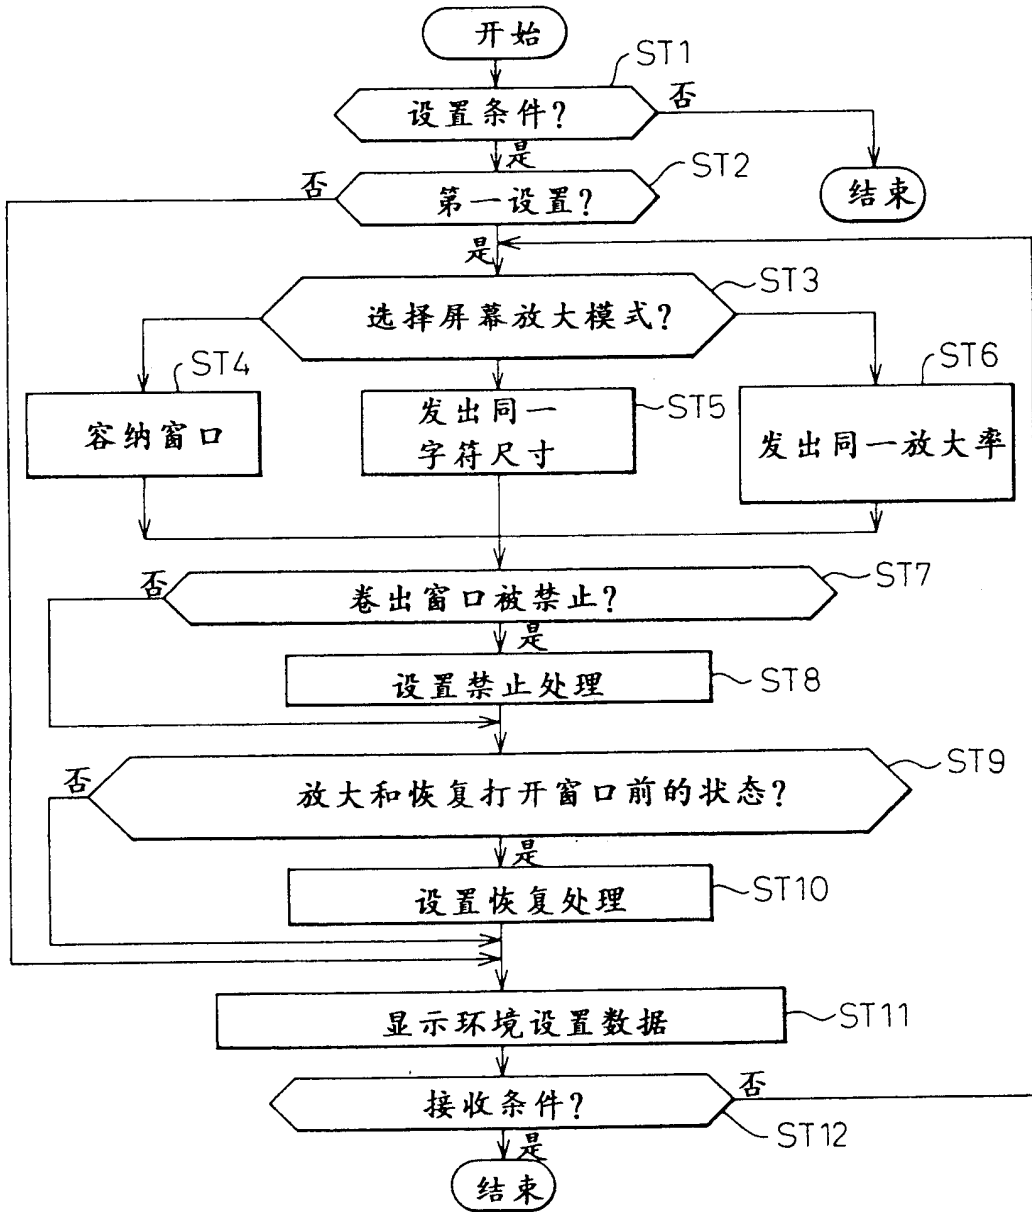 开始
ST1
设置条件?
否
是
ST2
结束
否
第一设置?
是
ST3
选择屏幕放大模式?
ST4
ST6
容纳窗口
发出同一
字符尺寸
ST5
发出同一放大率
否
ST7
卷出窗口被禁止?
是
设置禁止处理
ST8
否
ST9
放大和恢复打开窗口前的状态?
是
设置恢复处理
ST10
显示环境设置数据
ST11
接收条件?
否
ST12
是
结束